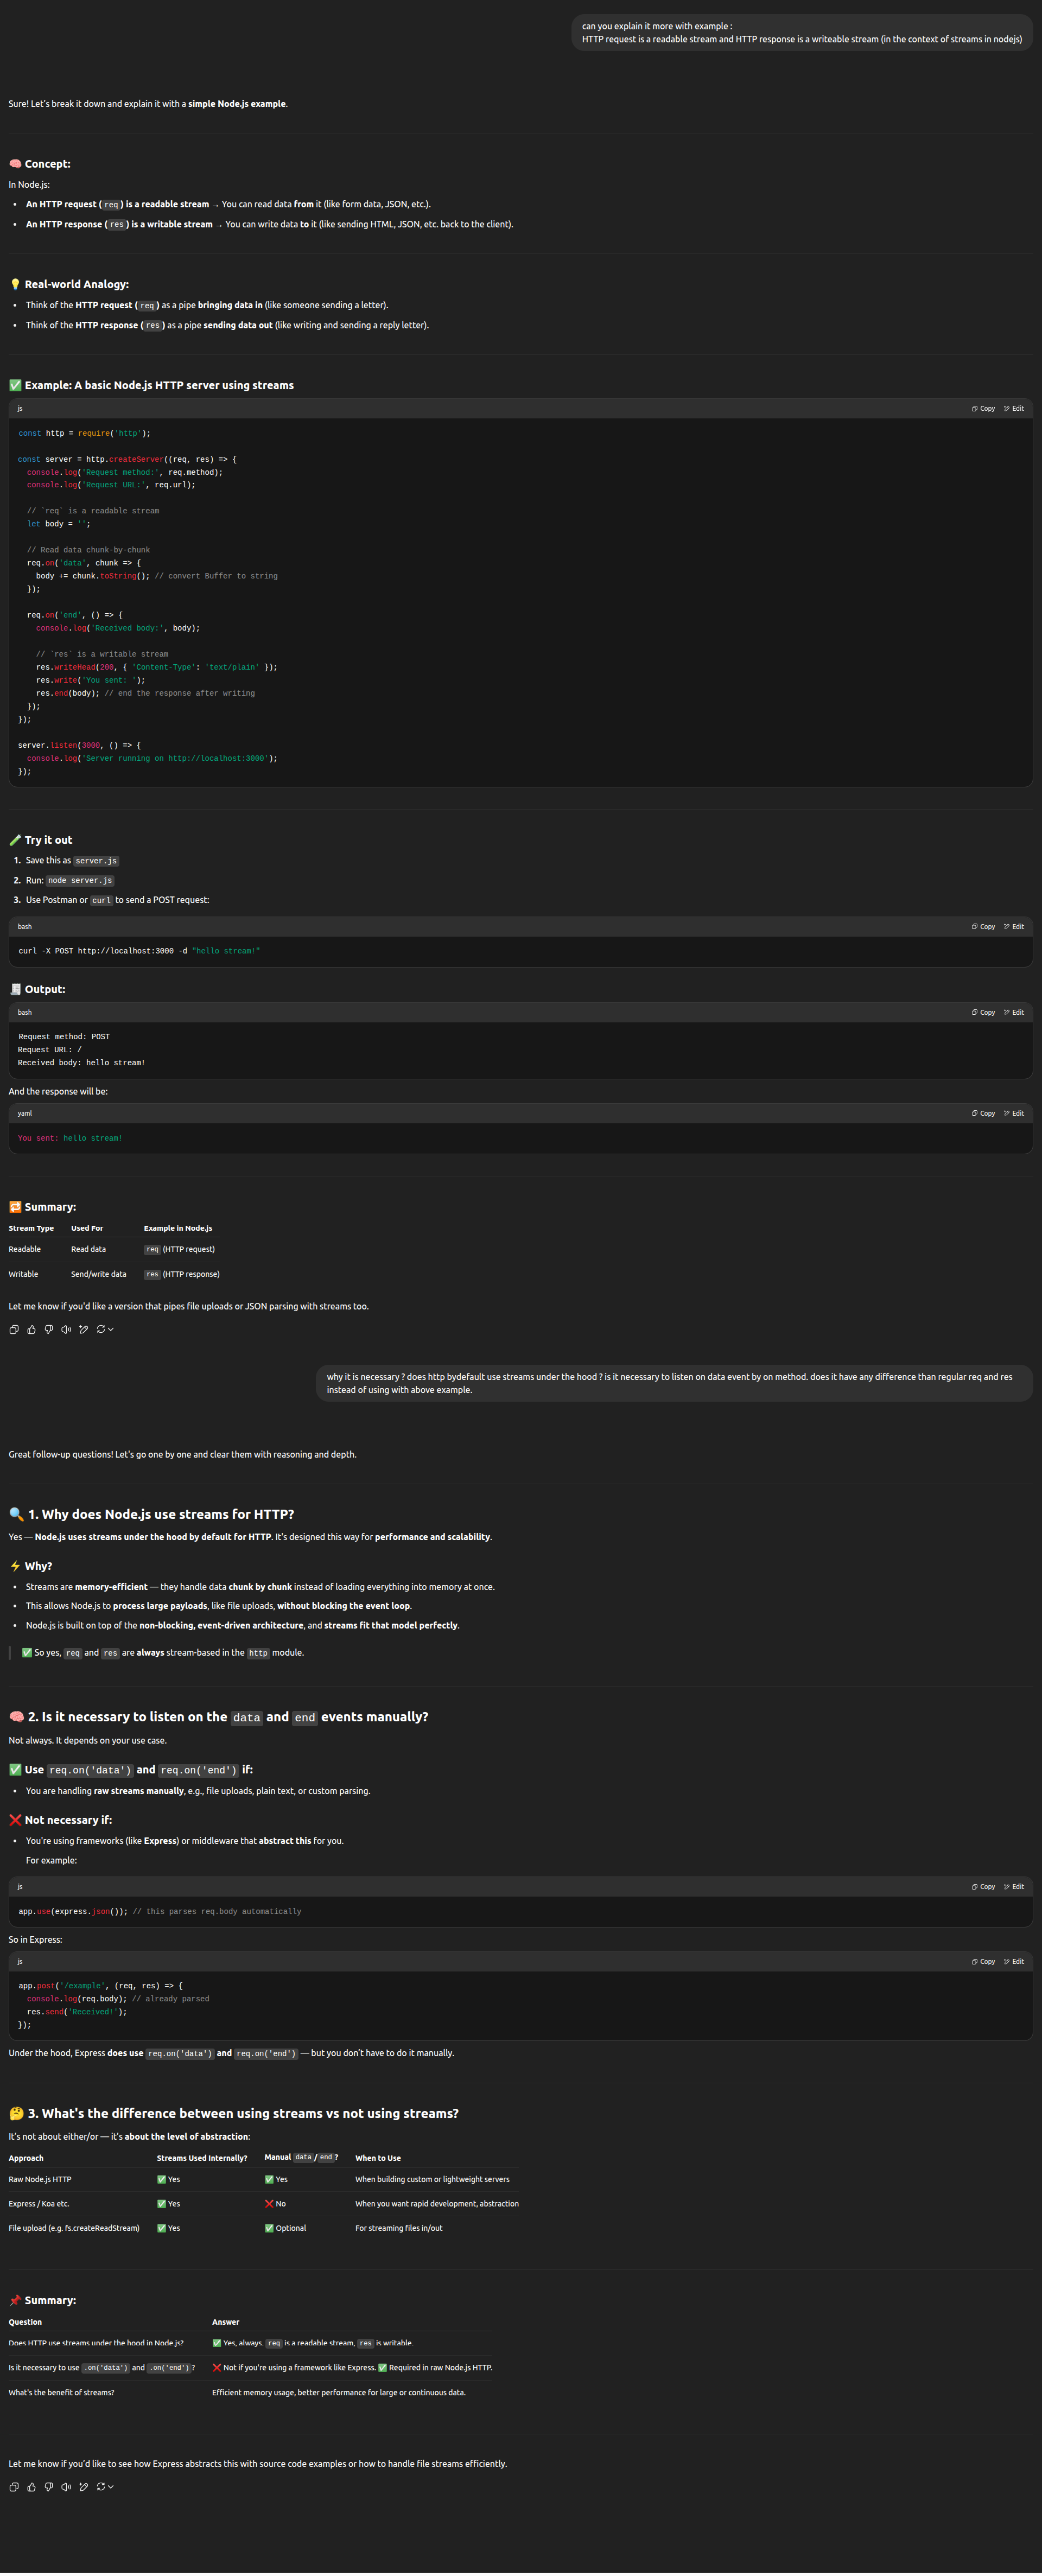 can you explain it more with example :
HTTP request is a readable stream and HTTP response is a writeable stream (in the context of streams in nodejs)
Sure! Let's break it down and explain it with a simple Node.js example.
🧠 Concept:
In Node.js:
• An HTTP request (req) is a readable stream → You can read data from it (like form data, JSON, etc.).
• An HTTP response (res) is a writable stream → You can write data to it (like sending HTML, JSON, etc. back to the client).
💡 Real-world Analogy:
• Think of the HTTP request (req) as a pipe bringing data in (like someone sending a letter).
• Think of the HTTP response (res) as a pipe sending data out (like writing and sending a reply letter).
✅ Example: A basic Node.js HTTP server using streams
js Copy Edit
const http = require('http');
const server = http.createServer((req, res) => {
console.log('Request method:', req.method);
console.log('Request URL:', req.url);
// `req` is a readable stream
let body = '';
// Read data chunk-by-chunk
req.on('data', chunk => {
body += chunk.toString(); // convert Buffer to string
});
req.on('end', () => {
console.log('Received body:', body);
// `res` is a writable stream
res.writeHead(200, { 'Content-Type': 'text/plain' });
res.write('You sent: ');
res.end(body); // end the response after writing
});
});
server.listen(3000, () => {
console.log('Server running on http://localhost:3000');
});
🧪 Try it out
1. Save this as server.js
2. Run: node server.js
3. Use Postman or curl to send a POST request:
bash Copy Edit
curl -X POST http://localhost:3000 -d "hello stream!"
🧾 Output:
bash Copy Edit
Request method: POST
Request URL: /
Received body: hello stream!
And the response will be:
yaml Copy Edit
You sent: hello stream!
🔁 Summary:
Stream Type Used For Example in Node.js
Readable Read data req (HTTP request)
Writable Send/write data res (HTTP response)
Let me know if you'd like a version that pipes file uploads or JSON parsing with streams too.
why it is necessary ? does http bydefault use streams under the hood ? is it necessary to listen on data event by on method. does it have any difference than regular req and res
instead of using with above example.
Great follow-up questions! Let's go one by one and clear them with reasoning and depth.
🔍 1. Why does Node.js use streams for HTTP?
Yes — Node.js uses streams under the hood by default for HTTP. It's designed this way for performance and scalability.
⚡ Why?
• Streams are memory-efficient — they handle data chunk by chunk instead of loading everything into memory at once.
• This allows Node.js to process large payloads, like file uploads, without blocking the event loop.
• Node.js is built on top of the non-blocking, event-driven architecture, and streams fit that model perfectly.
✅ So yes, req and res are always stream-based in the http module.
🧠 2. Is it necessary to listen on the data and end events manually?
Not always. It depends on your use case.
✅ Use req.on('data') and req.on('end') if:
• You are handling raw streams manually, e.g., file uploads, plain text, or custom parsing.
❌ Not necessary if:
• You're using frameworks (like Express) or middleware that abstract this for you.
For example:
js Copy Edit
app.use(express.json()); // this parses req.body automatically
So in Express:
js Copy Edit
app.post('/example', (req, res) => {
console.log(req.body); // already parsed
res.send('Received!');
});
Under the hood, Express does use req.on('data') and req.on('end') — but you don't have to do it manually.
🤔 3. What's the difference between using streams vs not using streams?
It's not about either/or — it's about the level of abstraction:
Approach Streams Used Internally? Manual data/end? When to Use
Raw Node.js HTTP ✅ Yes ✅ Yes When building custom or lightweight servers
Express / Koa etc. ✅ Yes ❌ No When you want rapid development, abstraction
File upload (e.g. fs.createReadStream) ✅ Yes ✅ Optional For streaming files in/out
📌 Summary:
Question Answer
Does HTTP use streams under the hood in Node.js? ✅ Yes, always. req is a readable stream, res is writable.
Is it necessary to use .on('data') and .on('end')? ❌ Not if you're using a framework like Express. ✅ Required in raw Node.js HTTP.
What's the benefit of streams? Efficient memory usage, better performance for large or continuous data.
Let me know if you'd like to see how Express abstracts this with source code examples or how to handle file streams efficiently.